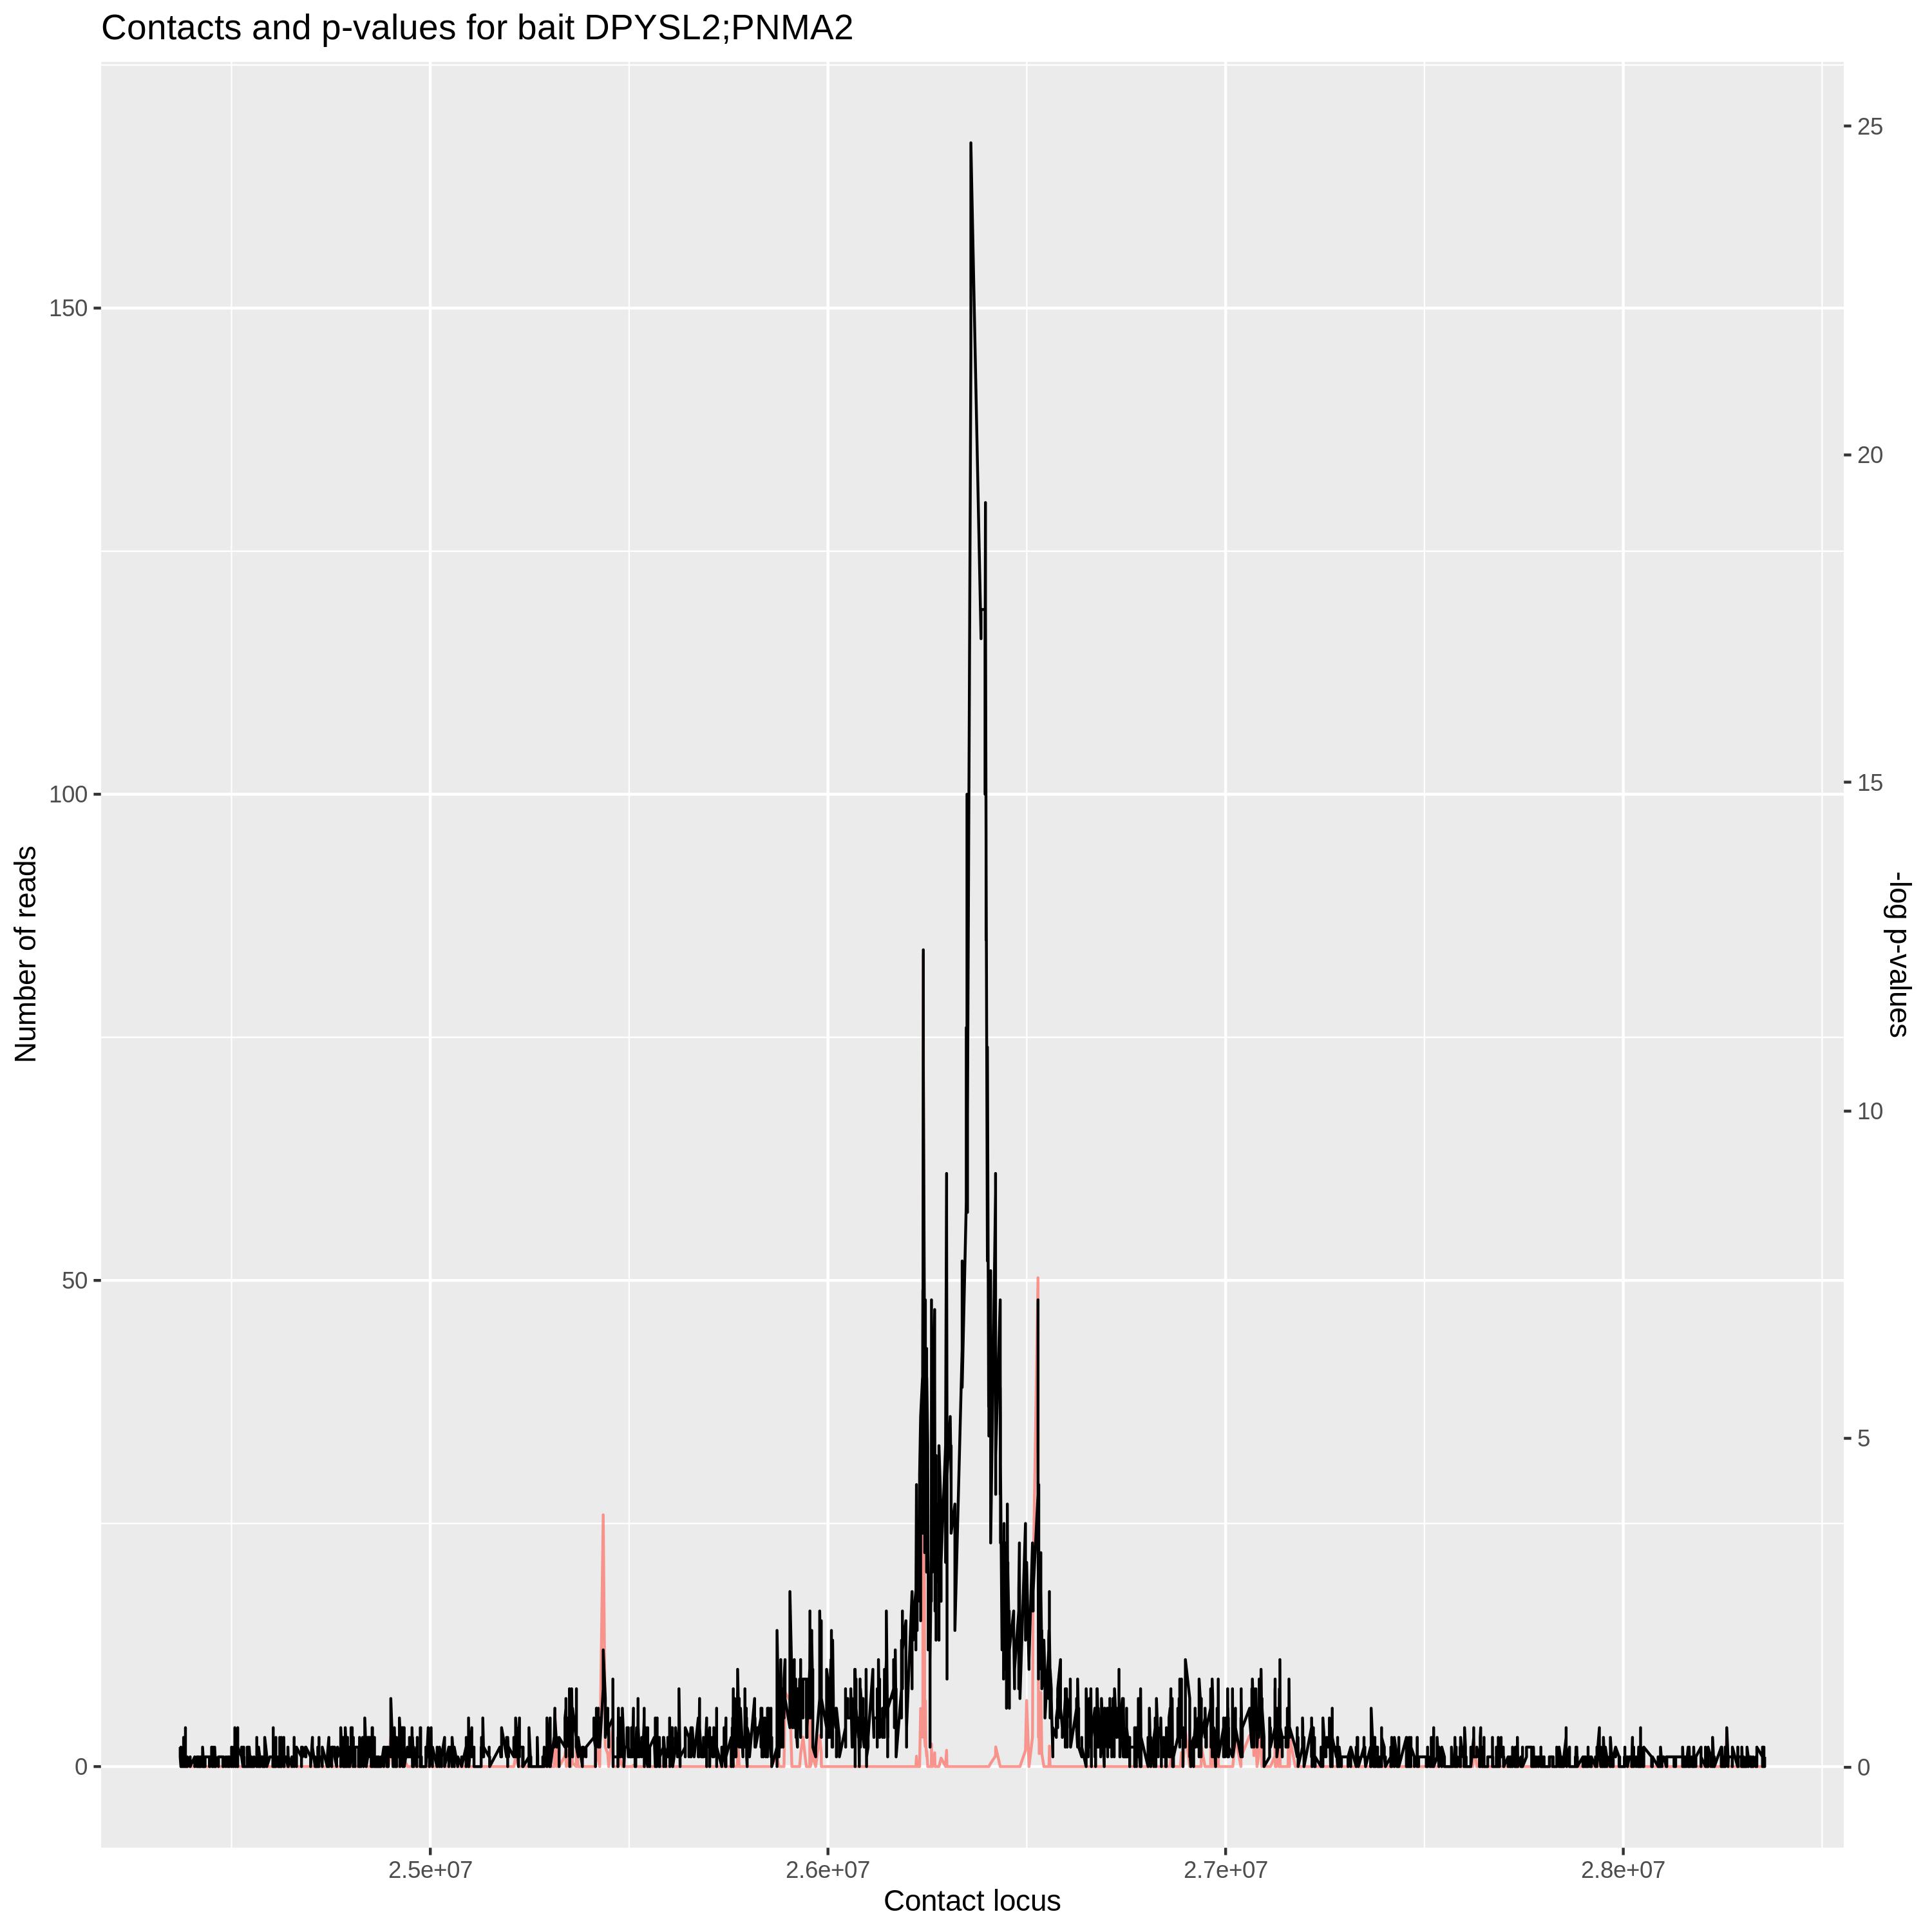 Contacts and p-values for bait DPYSL2;PNMA2
Number of reads
150
100
50
0
25
20
15
10
5
0
-log p-values
2.5e+07
2.6e+07
2.7e+07
2.8e+07
Contact locus